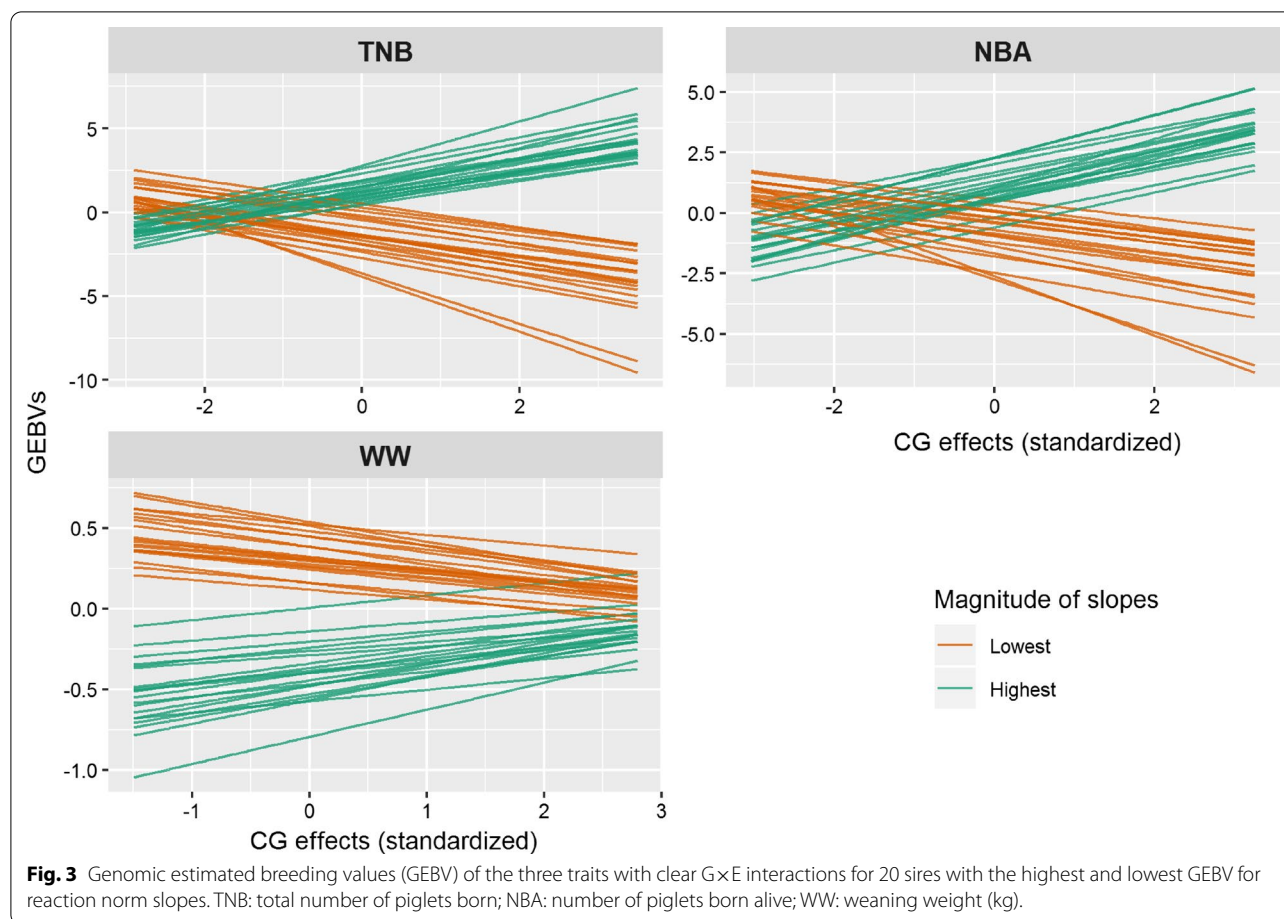 TNB
NBA
5
0
-5
-10
-2
0
2
5.0
2.5
0.0
-2.5
-5.0
-2
0
2
CG effects (standardized)
GEBVs
WW
0.5
0.0
-0.5
-1.0
-1
0
1
2
3
CG effects (standardized)
Magnitude of slopes
Lowest
Highest
Fig. 3 Genomic estimated breeding values (GEBV) of the three traits with clear G×E interactions for 20 sires with the highest and lowest GEBV for
reaction norm slopes. TNB: total number of piglets born; NBA: number of piglets born alive; WW: weaning weight (kg).